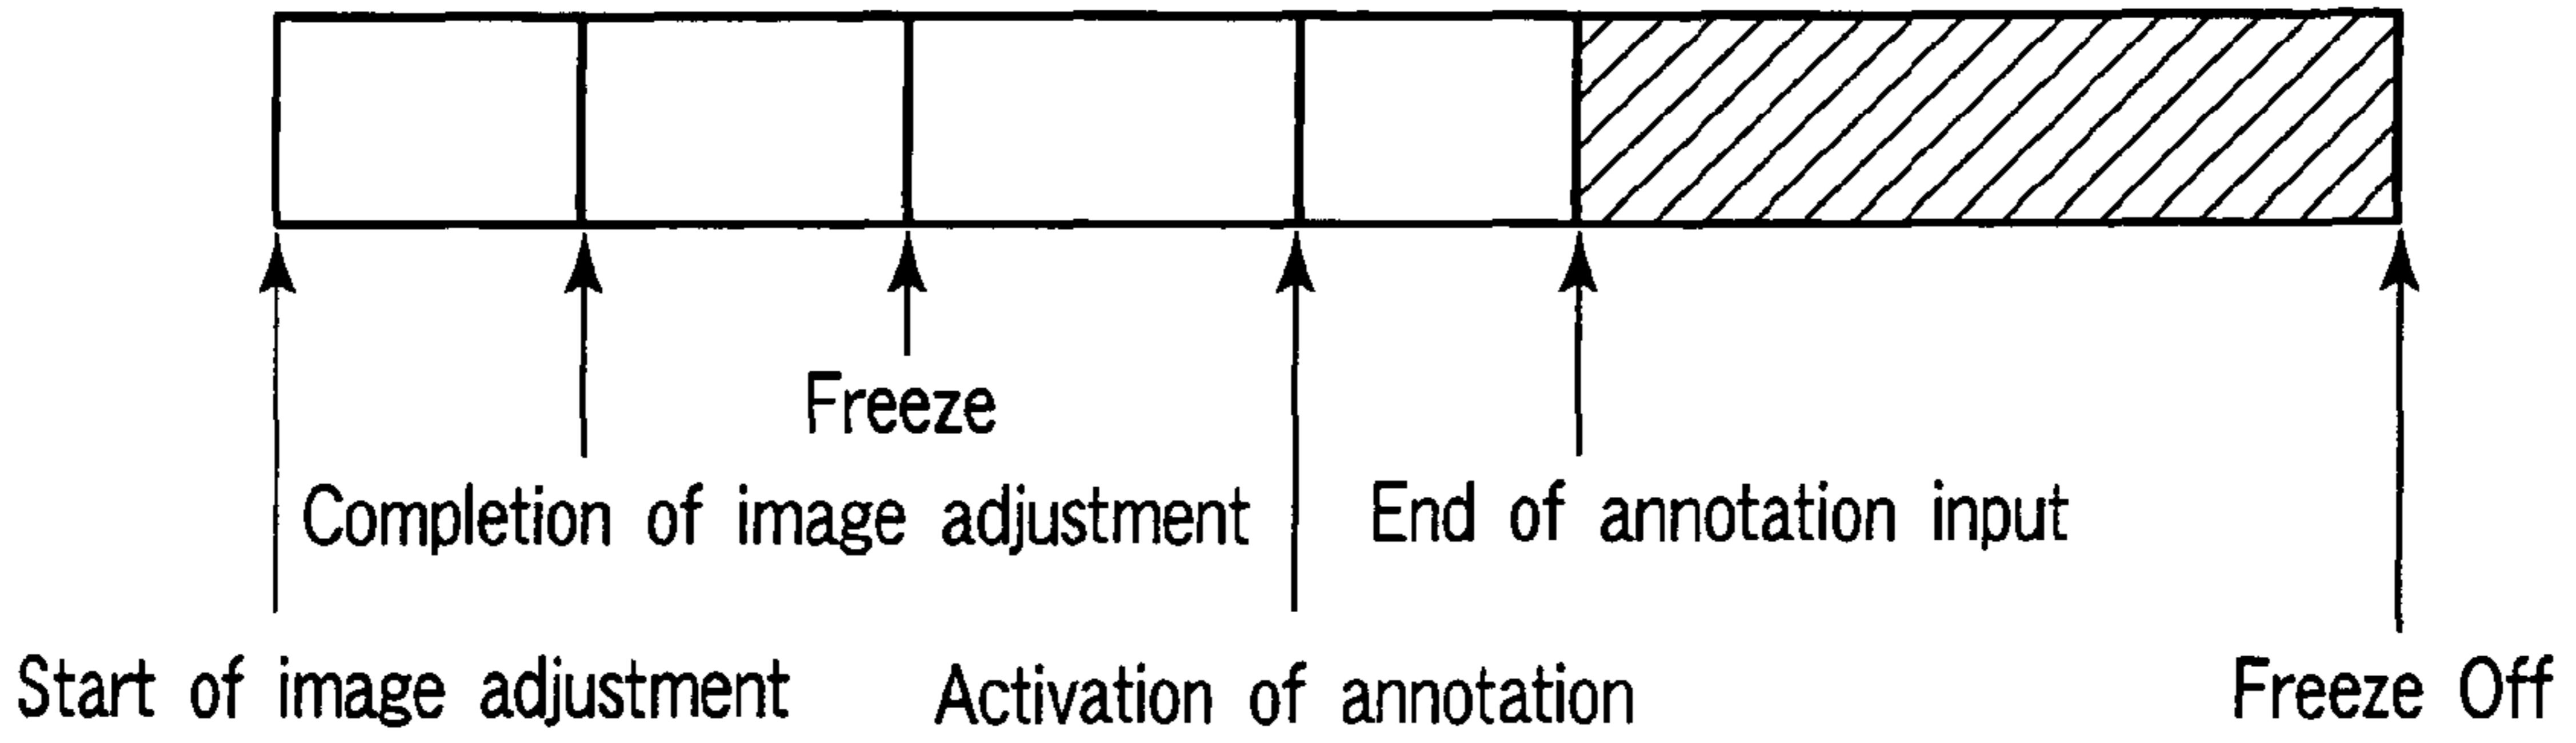 Freeze
Completion of image adjustment
End of annotation input
Start of image adjustment
Activation of annotation
Freeze Off